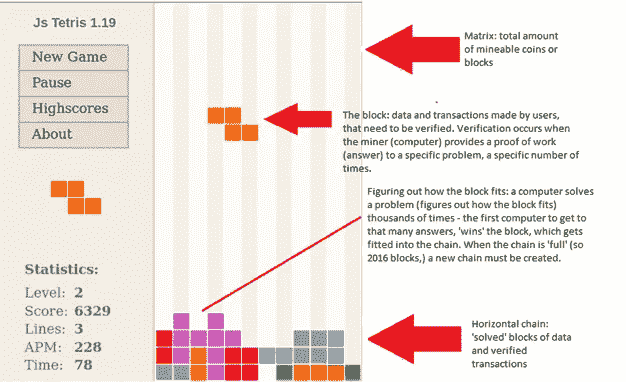 Js Tetris 1.19
New Game
Pause
Highscores
About
Statistics:
Level: 2
Score: 6329
Lines: 3
APM: 228
Time: 78
Matrix: total amount
of mineable coins or
blocks
The block: data and transactions made by users,
that need to be verified. Verification occurs when
the miner (computer) provides a proof of work
(answer) to a specific problem, a specific number of
times.
Figuring out how the block fits: a computer solves
a problem (figures out how the block fits)
thousands of times - the first computer to get to
that many answers, 'wins' the block, which gets
fitted into the chain. When the chain is 'full' (so
2016 blocks,) a new chain must be created.
Horizontal chain:
'solved' blocks of data
and verified
transactions